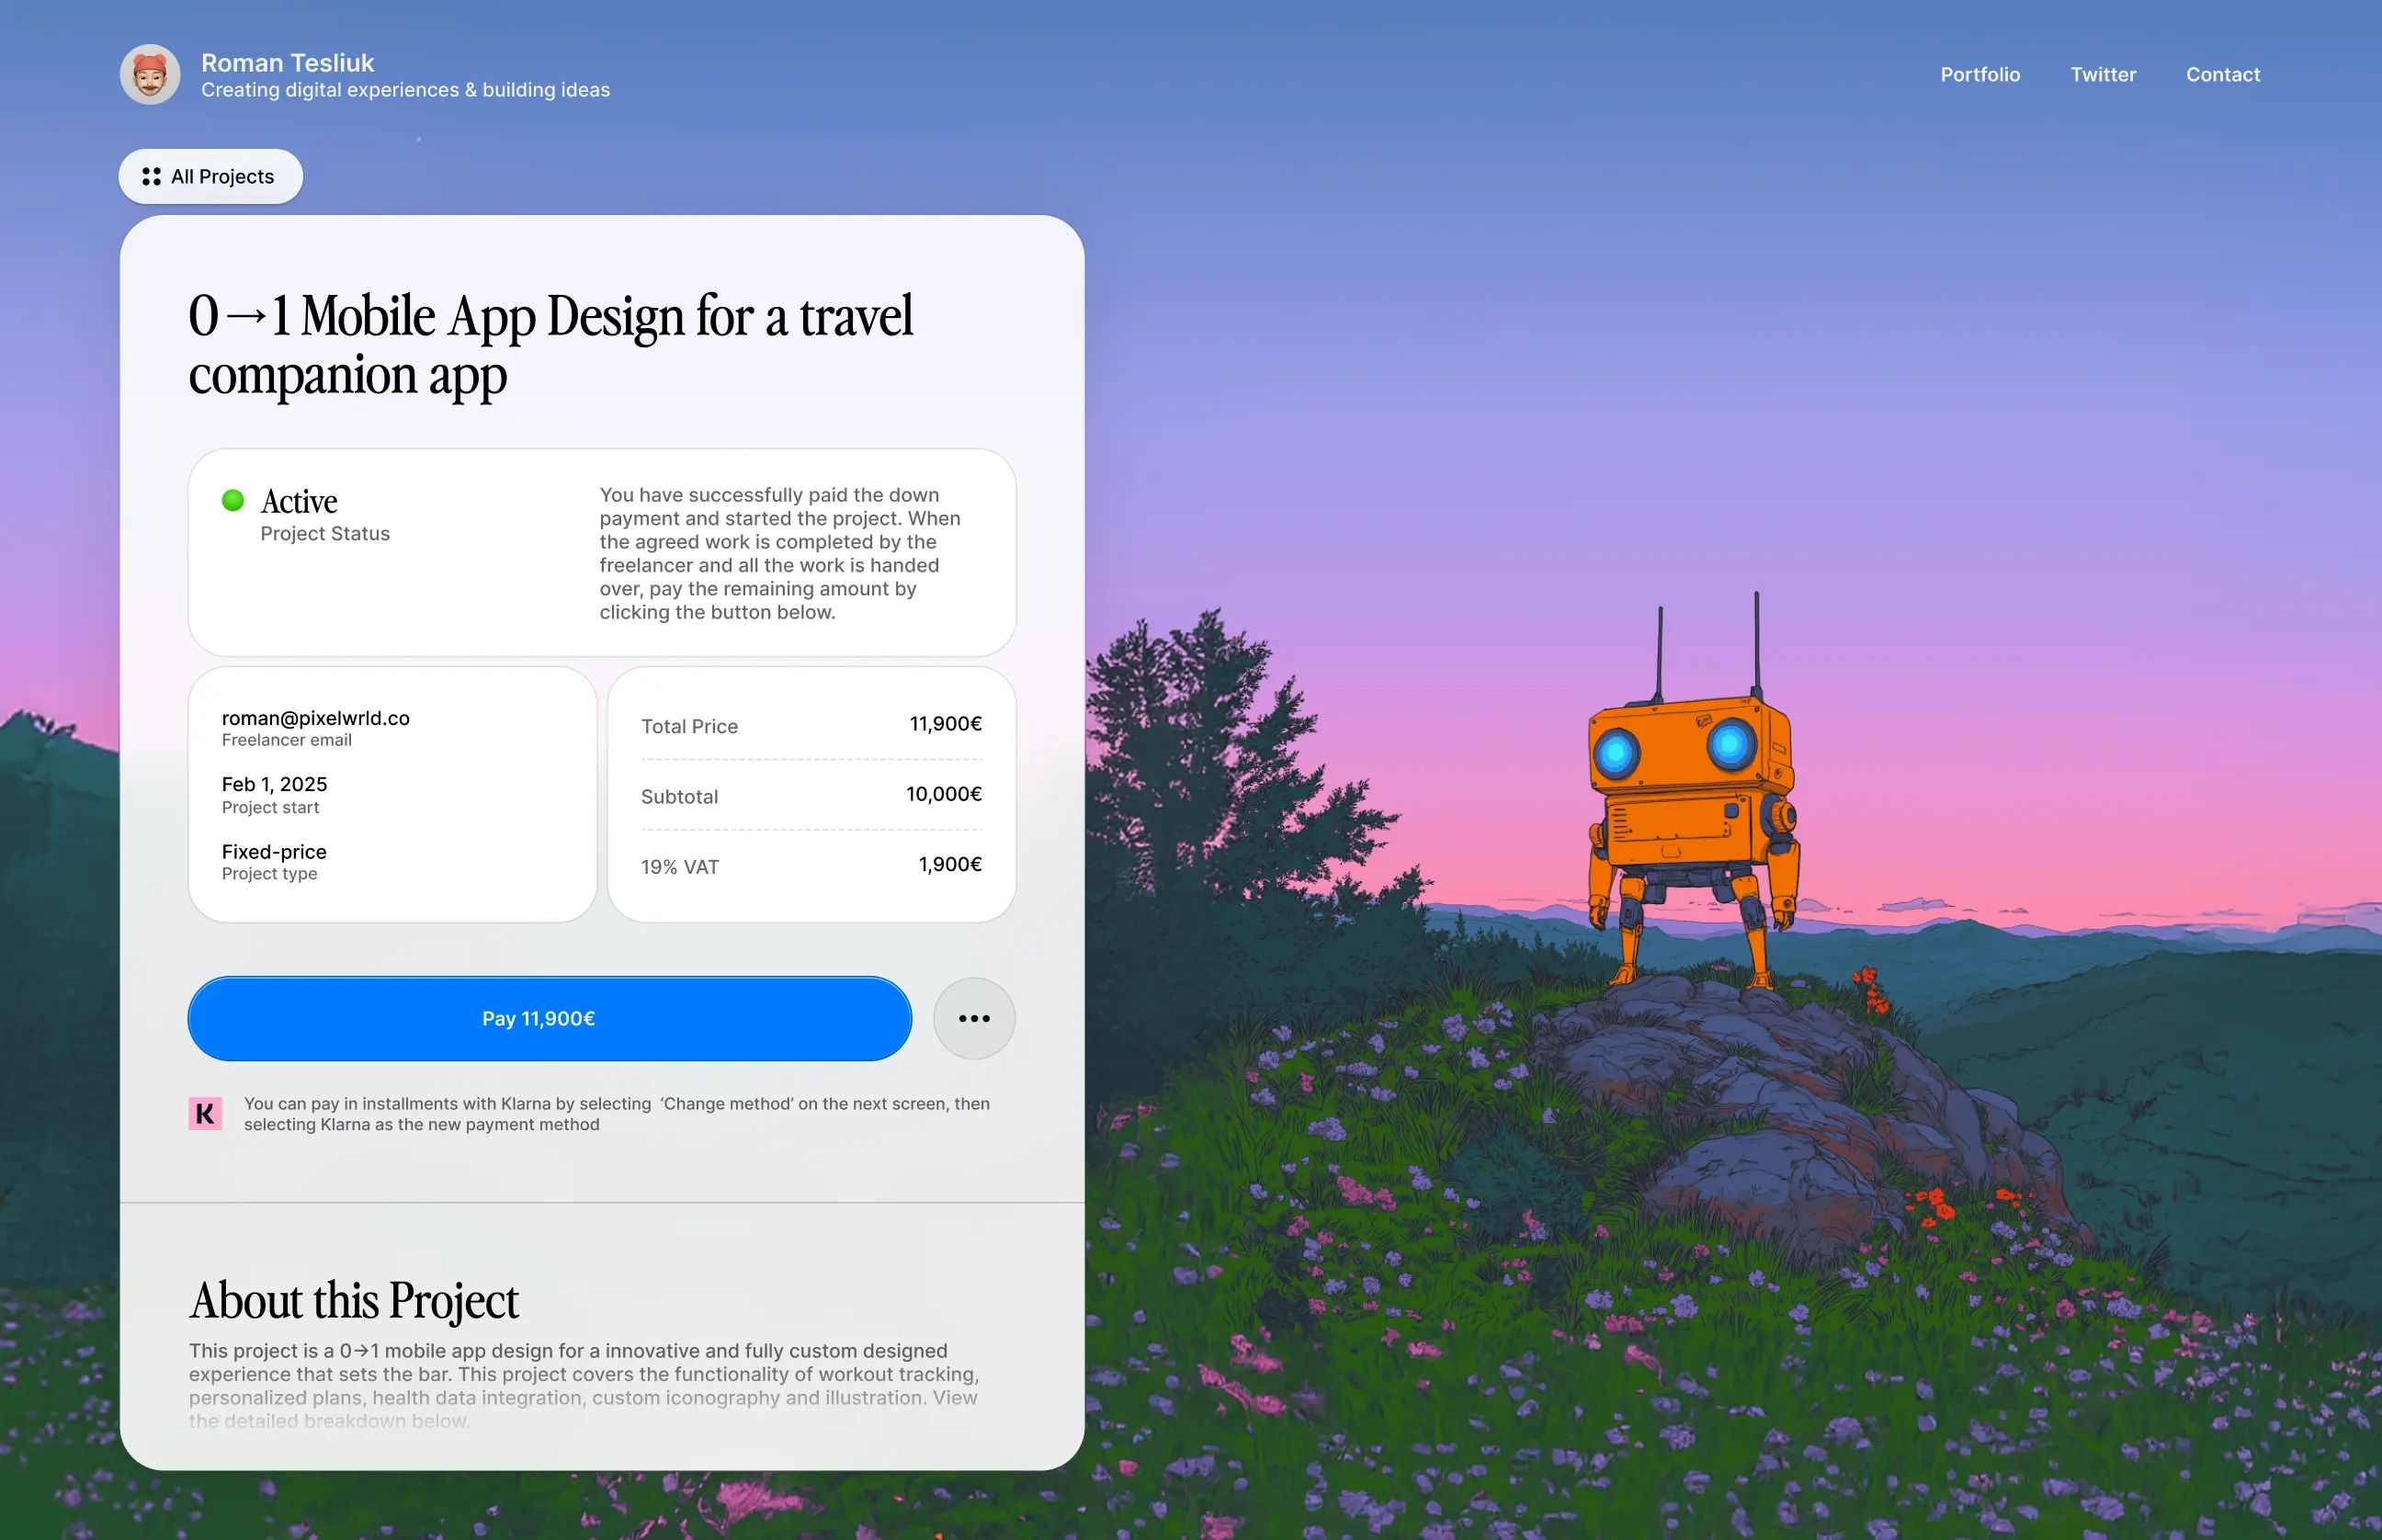 Roman Tesliuk
Creating digital experiences & building ideas
Portfolio
Twitter
Contact
All Projects
0→1 Mobile App Design for a travel
companion app
Active
Project Status
You have successfully paid the down
payment and started the project. When
the agreed work is completed by the
freelancer and all the work is handed
over, pay the remaining amount by
clicking the button below.
roman@pixelwrld.co
Freelancer email
Feb 1, 2025
Project start
Fixed-price
Project type
Total Price
11,900€
Subtotal
10,000€
19% VAT
1,900€
Pay 11,900€
K
You can pay in installments with Klarna by selecting ‘Change method’ on the next screen, then
selecting Klarna as the new payment method
About this Project
This project is a 0→1 mobile app design for a innovative and fully custom designed
experience that sets the bar. This project covers the functionality of workout tracking,
personalized plans, health data integration, custom iconography and illustration. View
the detailed breakdown below.